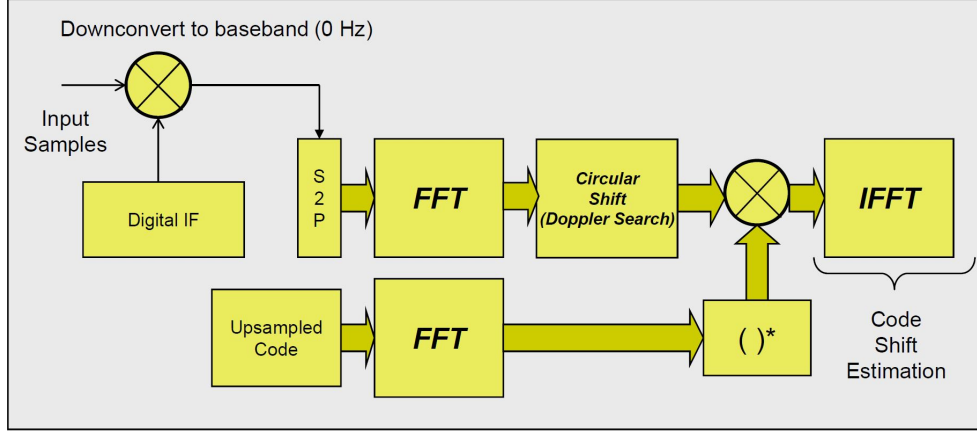 Downconvert to baseband (0 Hz)
Input
Samples
Digital IF
S
2
P
FFT
Circular
Shift
(Doppler Search)
IFFT
Upsampled
Code
FFT
( )*
Code
Shift
Estimation